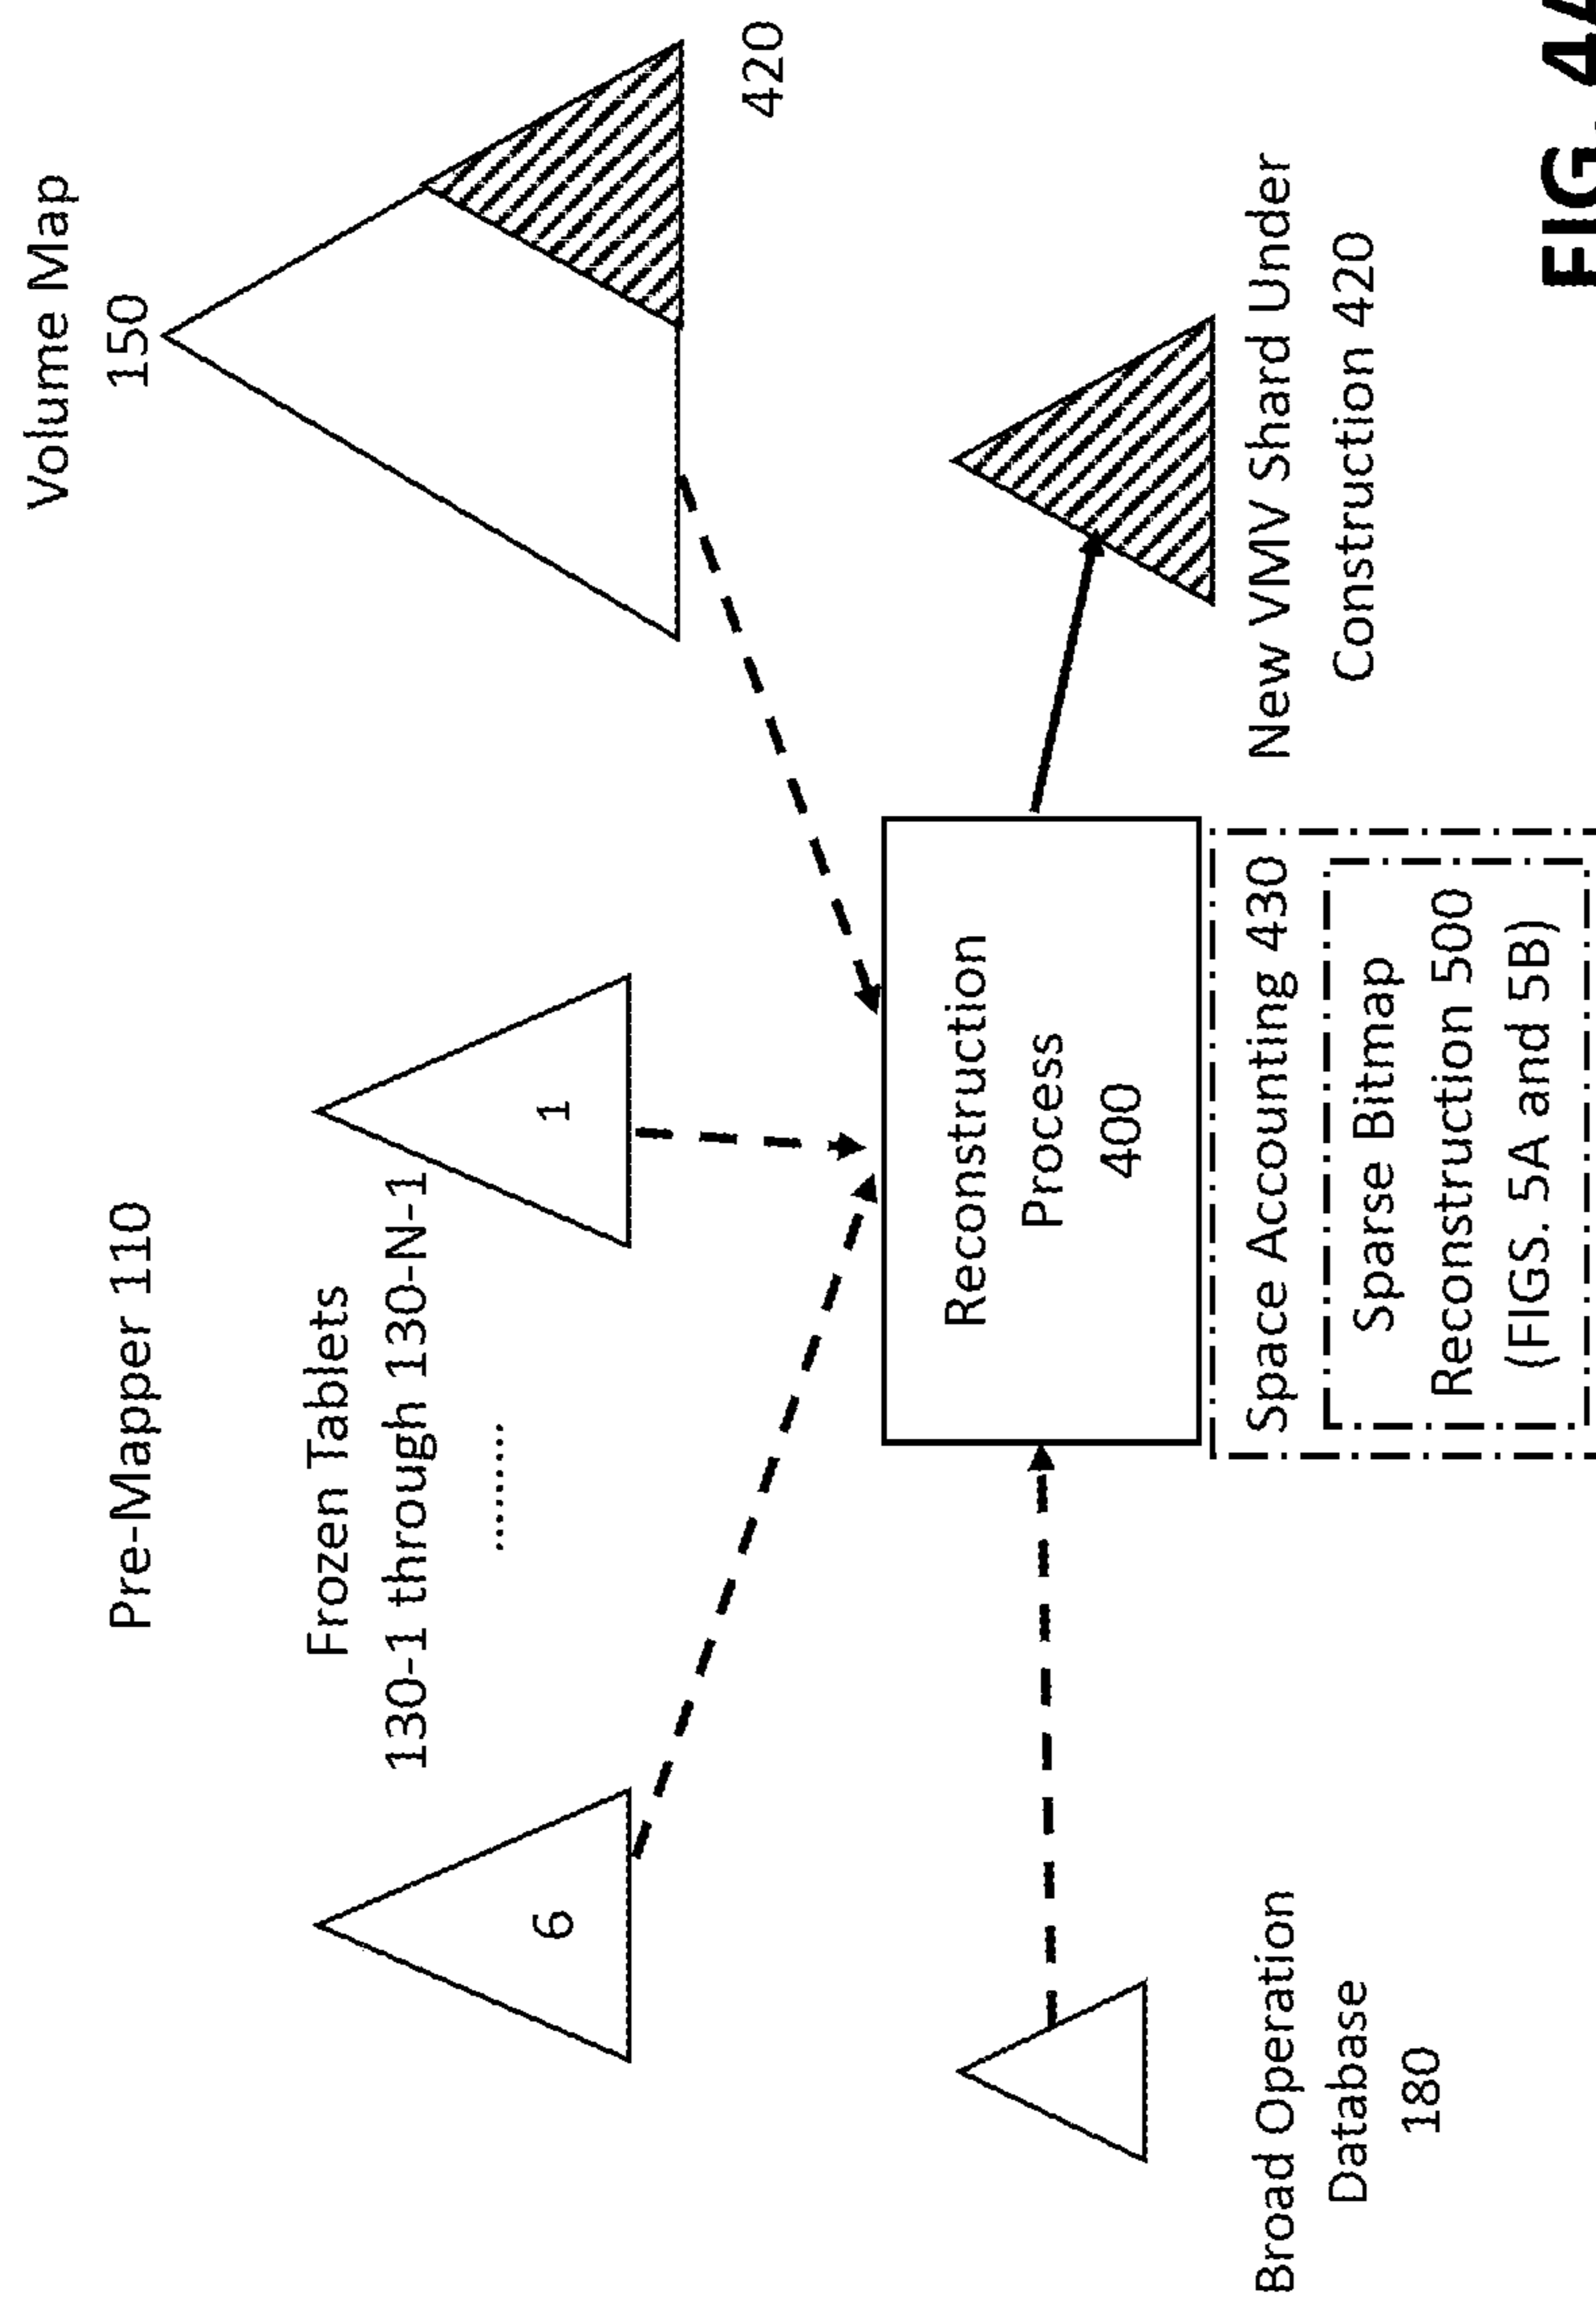 Pre-Mapper 110
Volume Map
150
Frozen Tablets
130-1 through 130-N-1
.........
6
1
420
Broad Operation
Database
180
Reconstruction
Process
400
New VMV Shard Under
Construction 420
Space Accounting 430
Sparse Bitmap
Reconstruction 500
(FIGS. 5A and 5B)
FIG. 4A